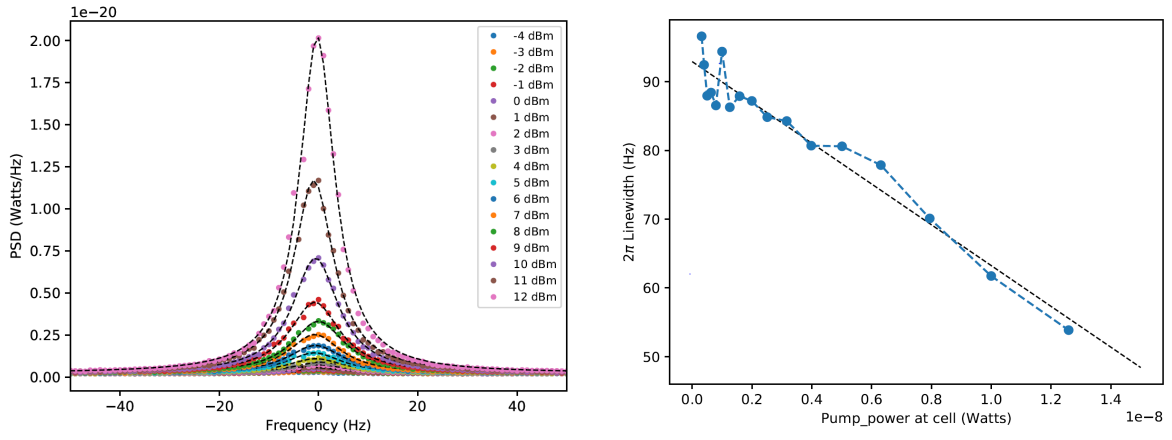 1e−20
2.00
1.75
1.50
1.25
1.00
0.75
0.50
0.25
0.00
PSD (Watts/Hz)
−40
−20
0
20
40
Frequency (Hz)
-4 dBm
-3 dBm
-2 dBm
-1 dBm
0 dBm
1 dBm
2 dBm
3 dBm
4 dBm
5 dBm
6 dBm
7 dBm
8 dBm
9 dBm
10 dBm
11 dBm
12 dBm
90
80
70
60
50
2π Linewidth (Hz)
0.0
0.2
0.4
0.6
0.8
1.0
1.2
1.4
1e−8
Pump_power at cell (Watts)